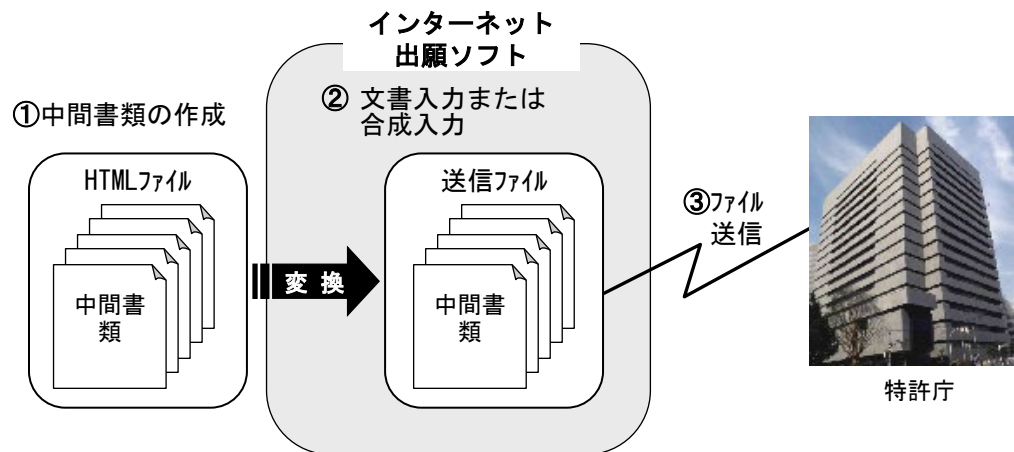 インターネット
出願ソフト
①中間書類の作成
② 文書入力または
合成入力
HTMLﾌｧｲﾙ
中間書
類
変 換
送信ﾌｧｲﾙ
中間書
類
③ﾌｧｲﾙ
送信
特許庁